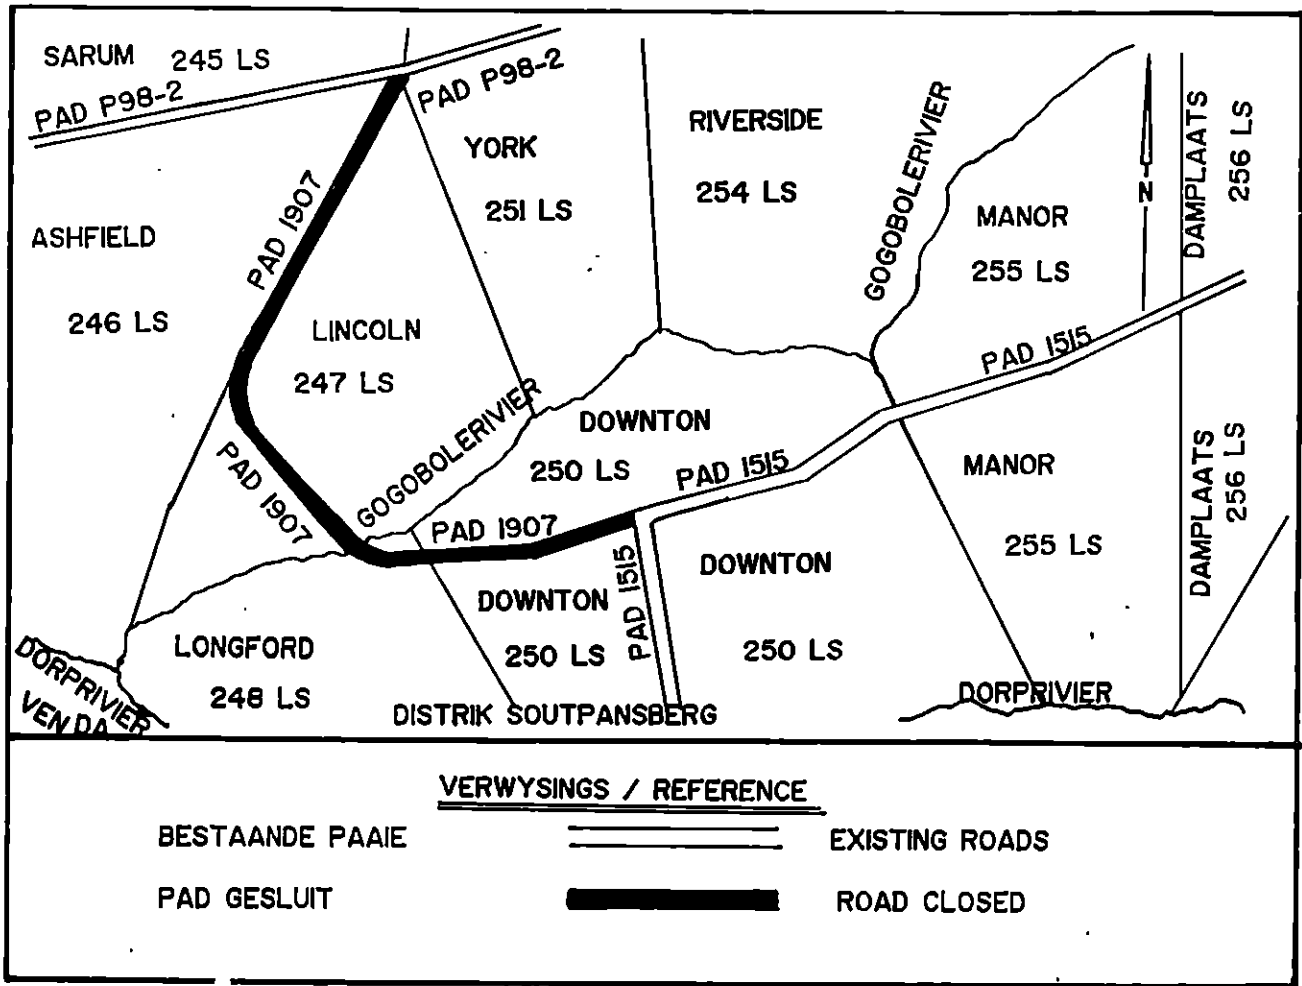 SARUM 245 LS
PAD P98-2
PAD P98-2
YORK
251 LS
RIVERSIDE
254 LS
GOGOBOLERIVIER
MANOR
255 LS
DAMPLAATS
256 LS
N
ASHFIELD
246 LS
PAD 1907
LINCOLN
247 LS
PAD 1515
GOGOBOLERIVIER
DOWNTON
250 LS
PAD 1515
PAD 1907
PAD 1907
MANOR
255 LS
DAMPLAATS
256 LS
DOWNTON
250 LS
PAD 1515
DOWNTON
250 LS
LONGFORD
248 LS
DORPRIVIER
VENDA
DISTRIK SOUTPANSBERG
DORPRIVIER
VERWYSINGS / REFERENCE
BESTAANDE PAAIE
EXISTING ROADS
PAD GESLUIT
ROAD CLOSED